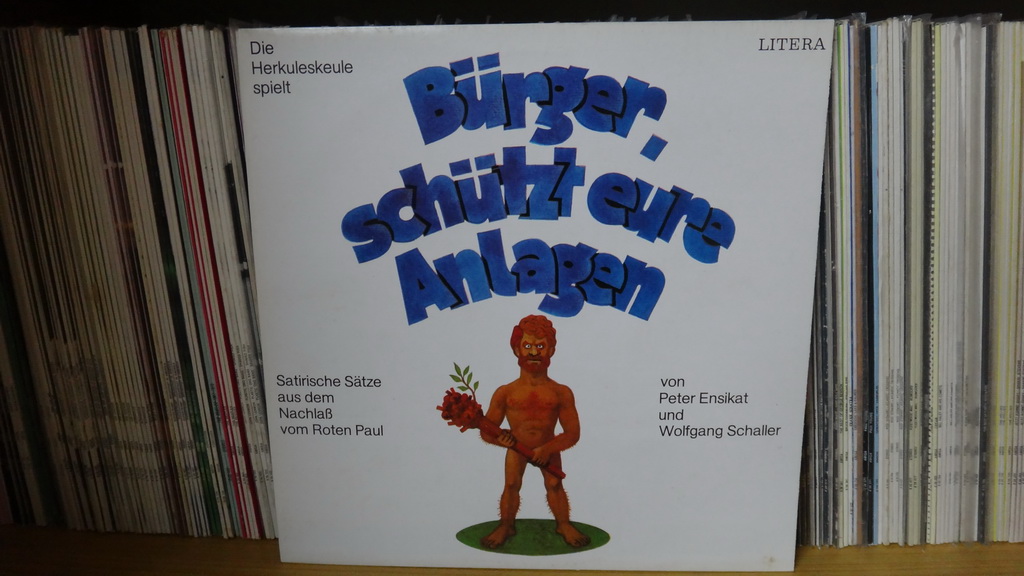 Die
Herkuleskeule
spielt
LITERA
Bürger,
schützt eure
Anlagen
Satirische Sätze
aus dem
Nachlaß
vom Roten Paul
von
Peter Ensikat
und
Wolfgang Schaller